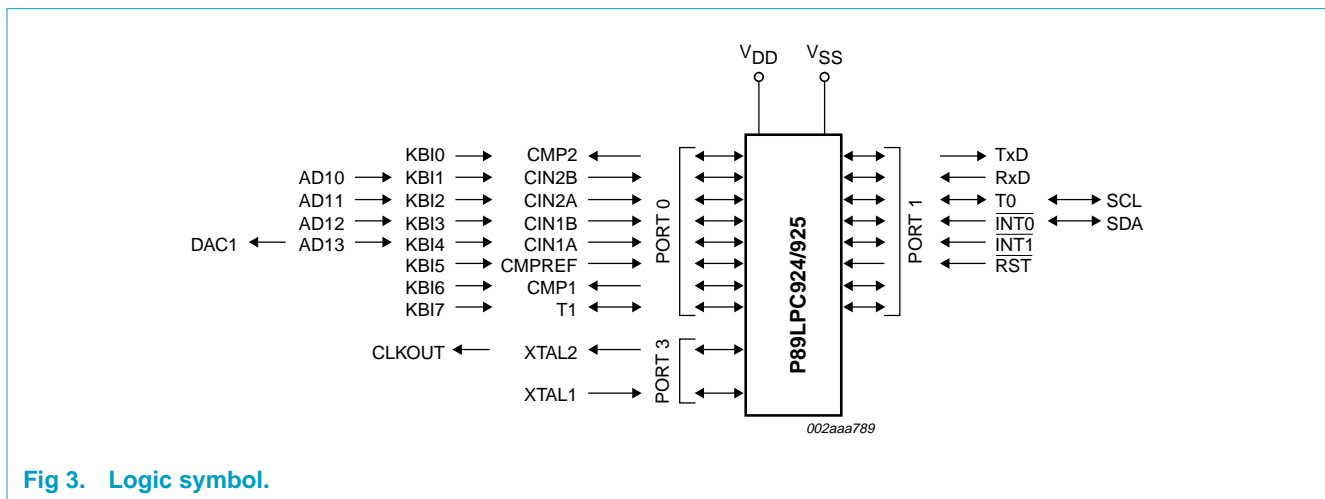 VDD VSS
KBI0 CMP2 TxD
AD10 KBI1 CIN2B RxD
AD11 KBI2 CIN2A T0 SCL
AD12 KBI3 CIN1B INT0 SDA
DAC1 AD13 KBI4 CIN1A INT1
KBI5 CMPREF RST
KBI6 CMP1
KBI7 T1
PORT 0
PORT 1
P89LPC924/925
CLKOUT XTAL2
XTAL1
PORT 3
002aaa789
Fig 3. Logic symbol.